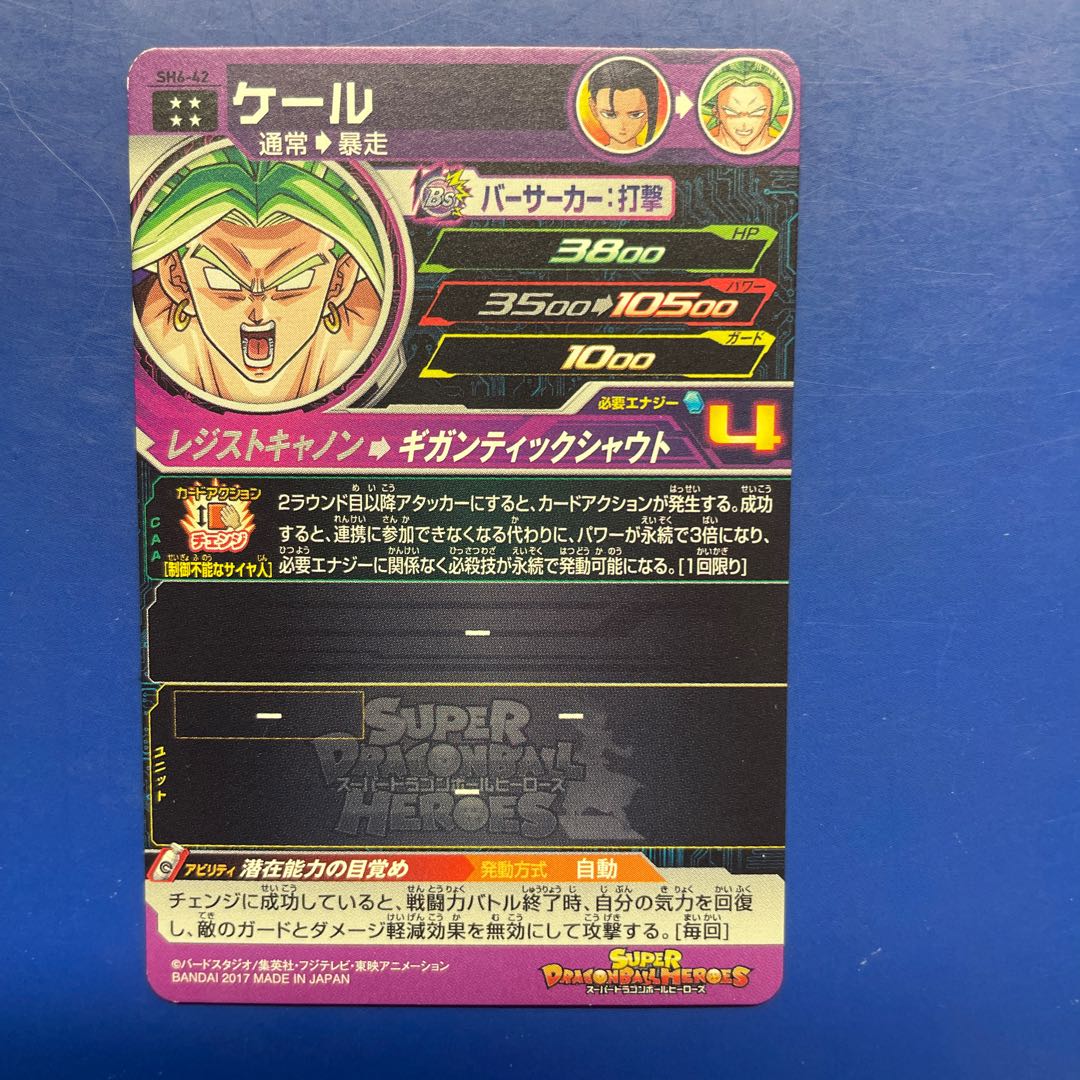 SH6-42
★★
★★
ケール
通常➡暴走
Bs バーサーカー:打撃
HP
3800
パワー
3500➡10500
ガード
1000
必要エナジー 4
レジストキャノン➡ギガンティックシャウト
CAA
カードアクション
チェンジ
[制御不能なサイヤ人]
2ラウンド目以降アタッカーにすると、カードアクションが発生する。成功
すると、連携に参加できなくなる代わりに、パワーが永続で3倍になり、
必要エナジーに関係なく必殺技が永続で発動可能になる。[1回限り]
ー
ユニット
ー ー
ー
SUPER
DRAGONBALL
スーパードラゴンボールヒーローズ
HEROES
アビリティ 潜在能力の目覚め 発動方式 自動
チェンジに成功していると、戦闘力バトル終了時、自分の気力を回復
し、敵のガードとダメージ軽減効果を無効にして攻撃する。[毎回]
©バードスタジオ/集英社・フジテレビ・東映アニメーション
BANDAI 2017 MADE IN JAPAN
SUPER
DRAGONBALL HEROES
スーパードラゴンボールヒーローズ